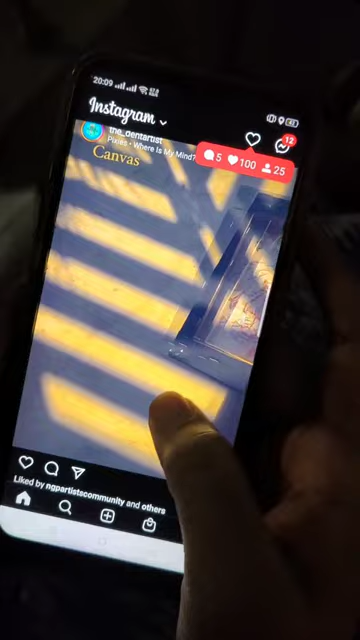 20:09
Instagram
12
the_dentartist
Pixies • Where Is My Mind?
5 100 25
Canvas
Liked by ngpartistscommunity and others